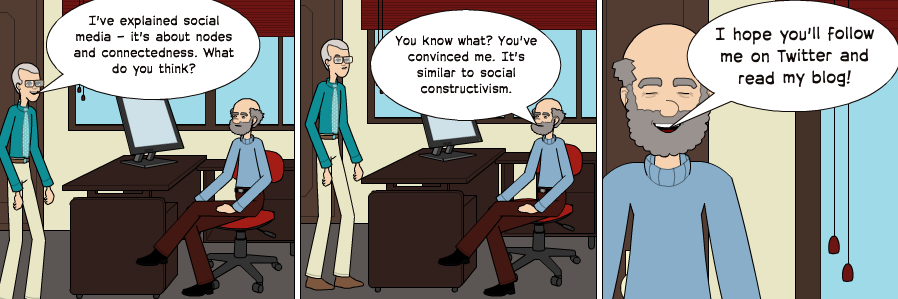 I've explained social
media – it's about nodes
and connectedness. What
do you think?
You know what? You've
convinced me. It's
similar to social
constructivism.
I hope you'll follow
me on Twitter and
read my blog!